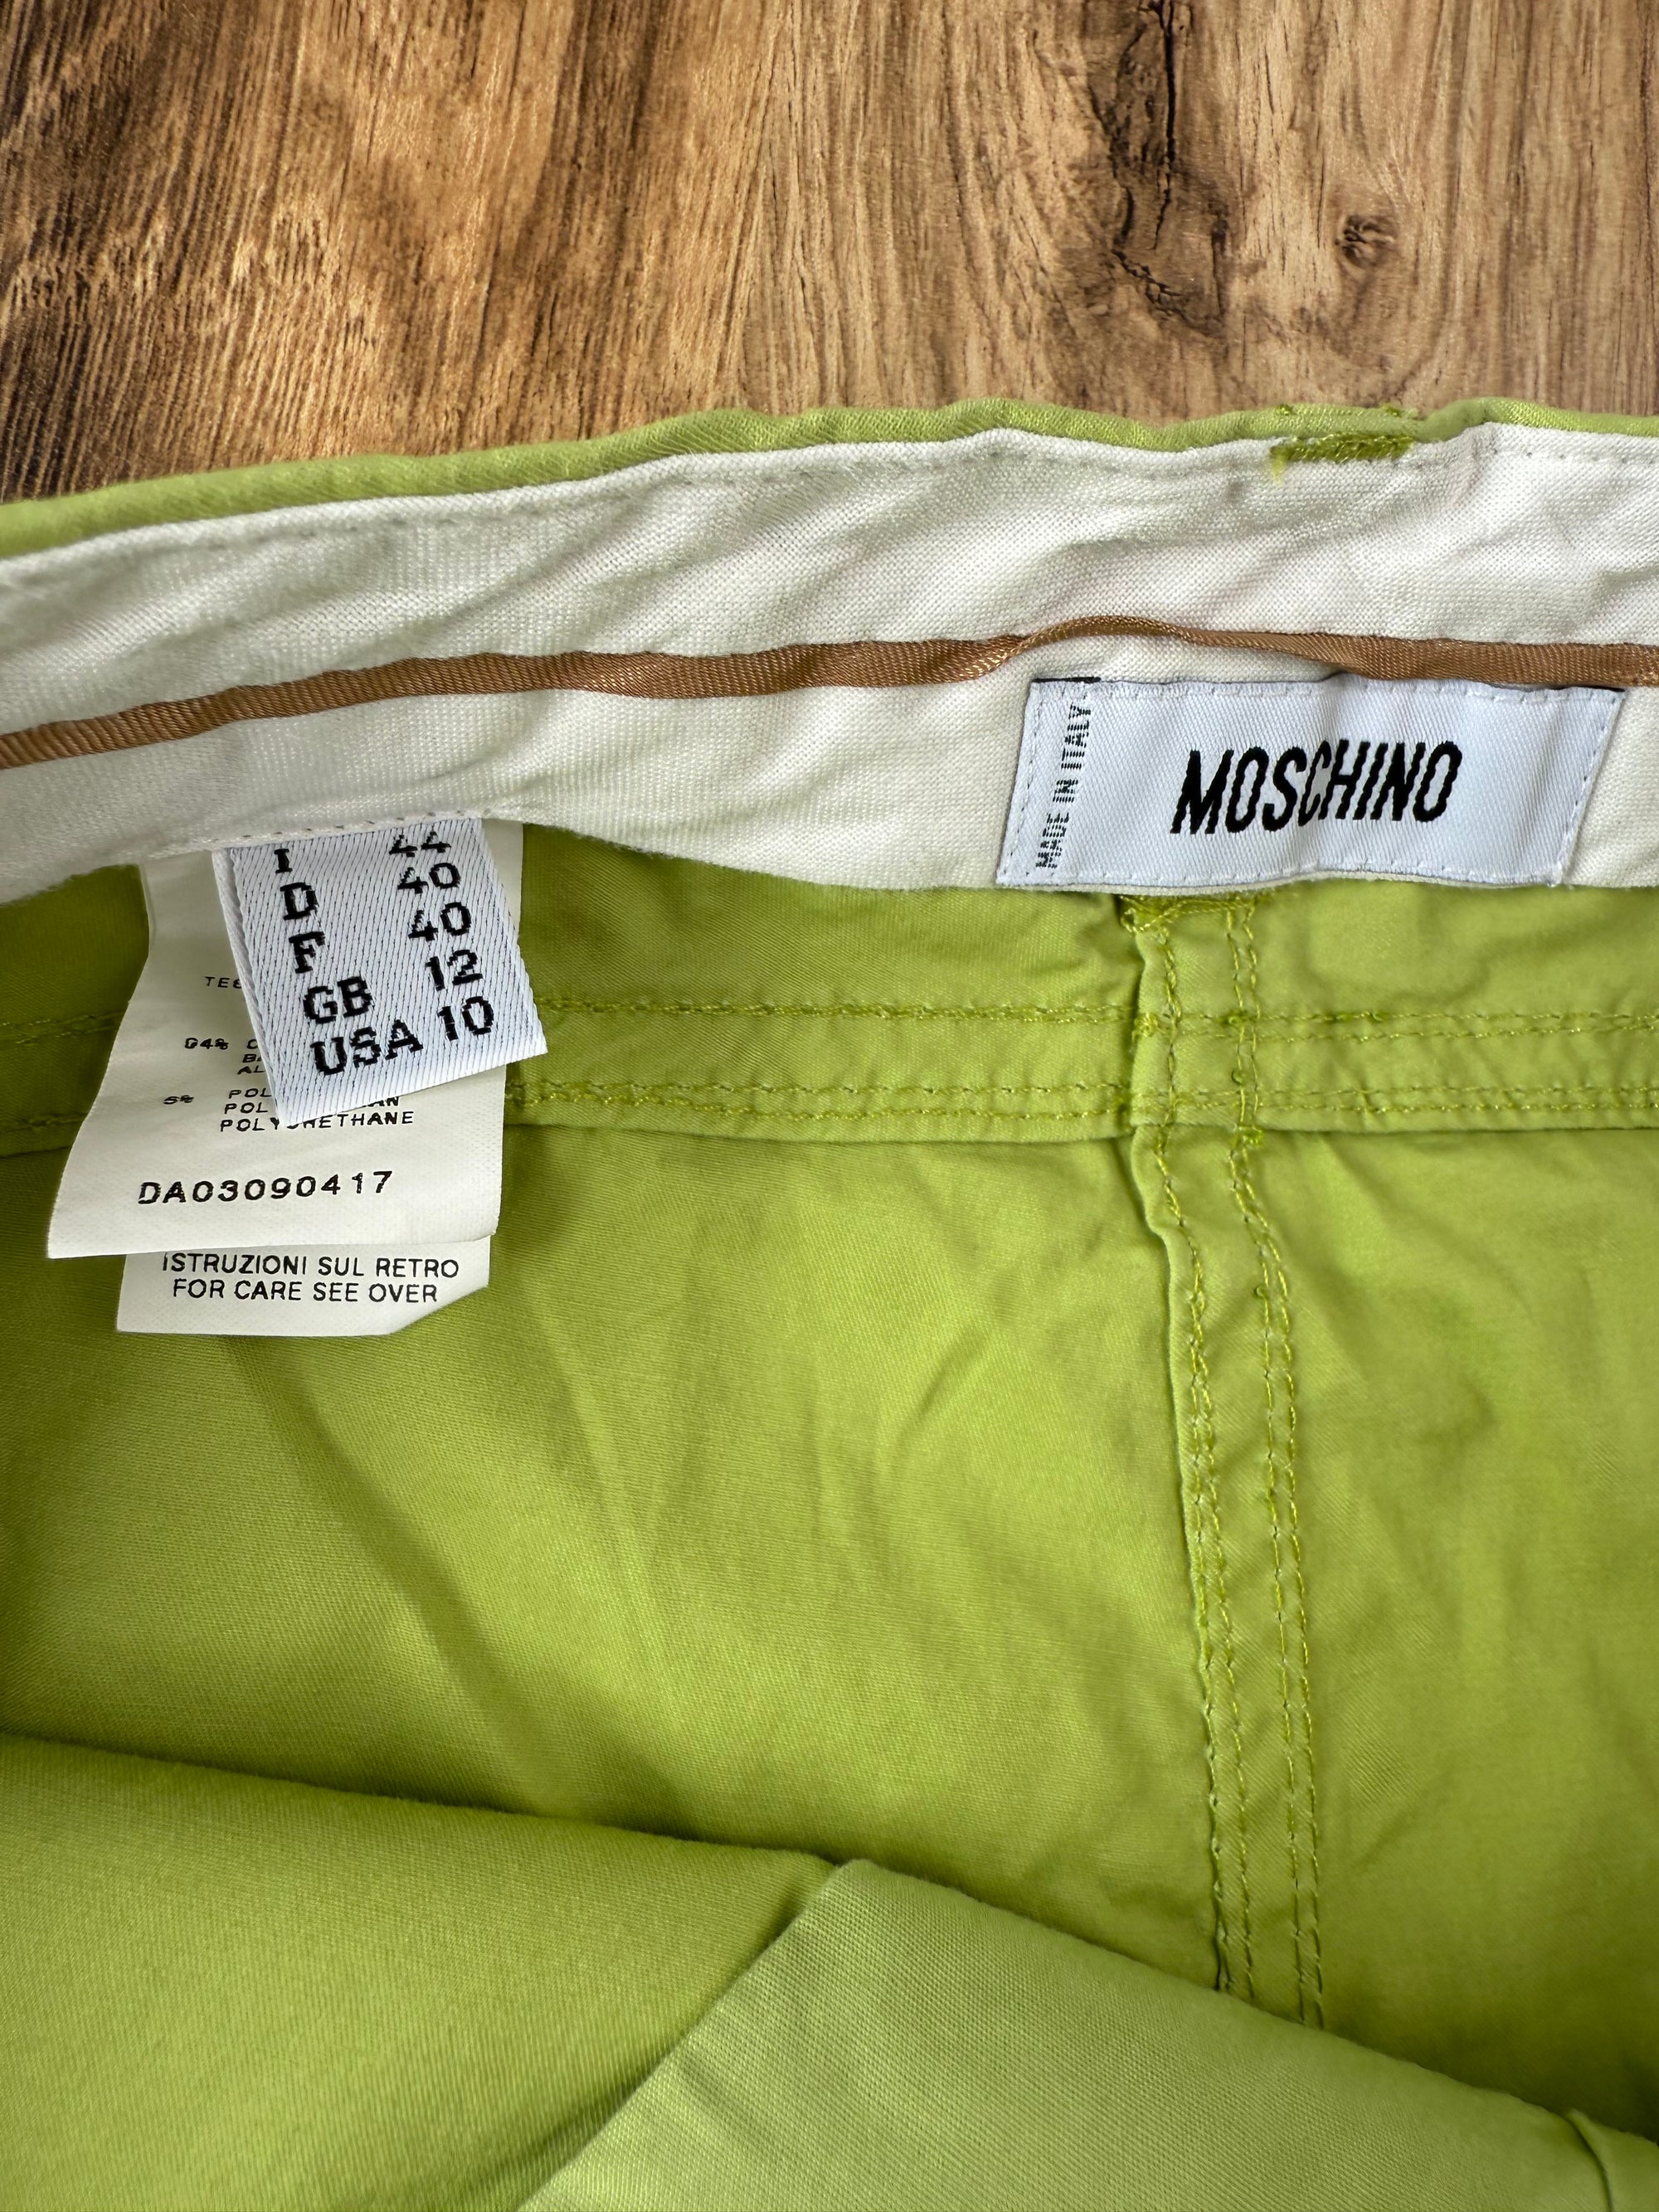 MADE IN ITALY
MOSCHINO
I 44
D 40
F 40
GB 12
USA 10
POLYURETHANE
DA03090417
ISTRUZIONI SUL RETRO
FOR CARE SEE OVER